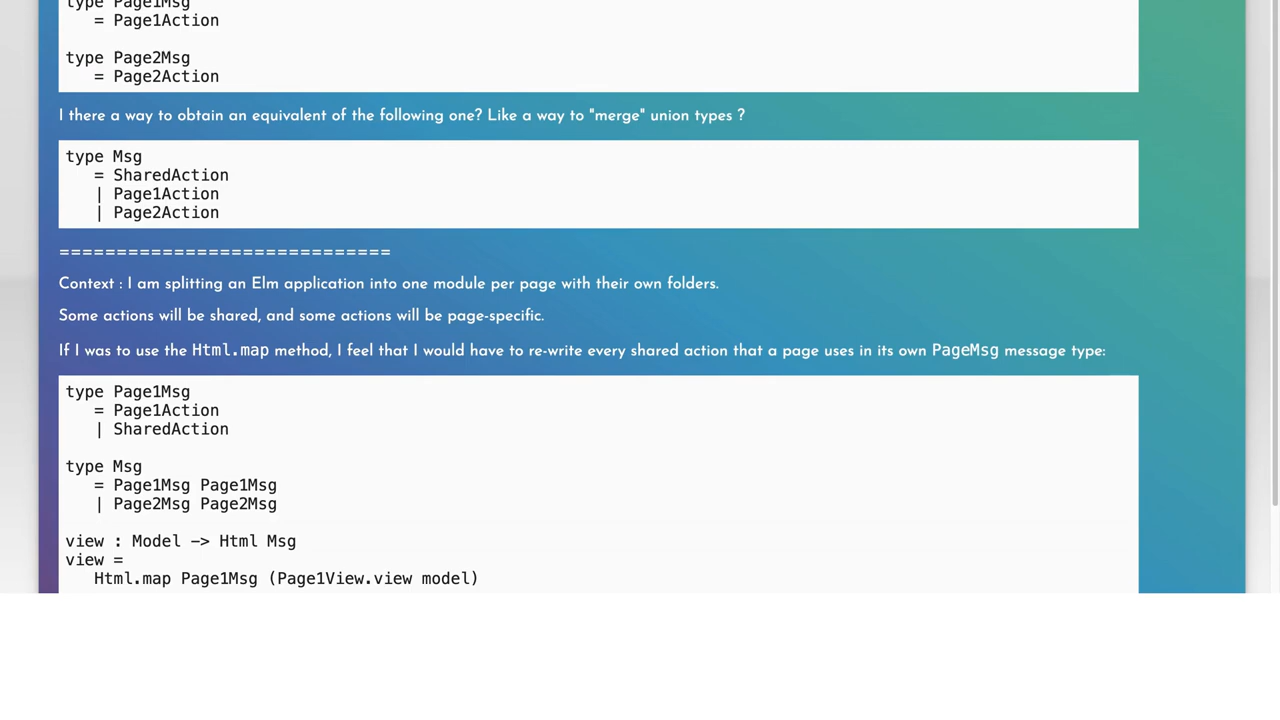 type Page1Msg
   = Page1Action
type Page2Msg
   = Page2Action
I there a way to obtain an equivalent of the following one? Like a way to "merge" union types ?
type Msg
   = SharedAction
   | Page1Action
   | Page2Action
=============================
Context : I am splitting an Elm application into one module per page with their own folders.
Some actions will be shared, and some actions will be page-specific.
If I was to use the Html.map method, I feel that I would have to re-write every shared action that a page uses in its own PageMsg message type:
type Page1Msg
   = Page1Action
   | SharedAction
type Msg
   = Page1Msg Page1Msg
   | Page2Msg Page2Msg
view : Model -> Html Msg
view =
   Html.map Page1Msg (Page1View.view model)